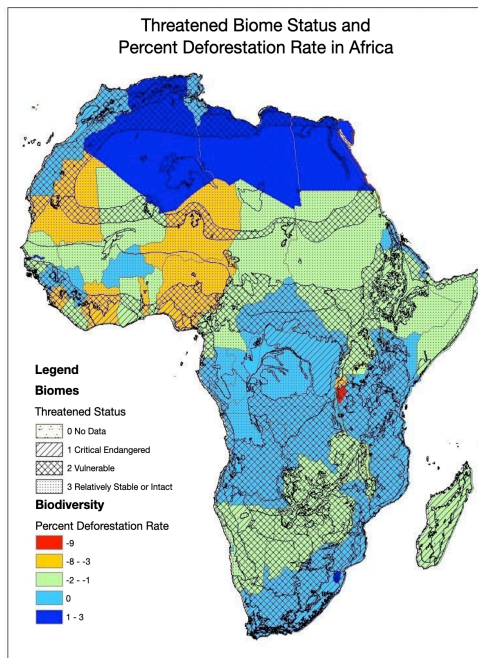 Threatened Biome Status and
Percent Deforestation Rate in Africa
Legend
Biomes
Threatened Status
0 No Data
1 Critical Endangered
2 Vulnerable
3 Relatively Stable or Intact
Biodiversity
Percent Deforestation Rate
-9
-8 - -3
-2 - -1
0
1 - 3